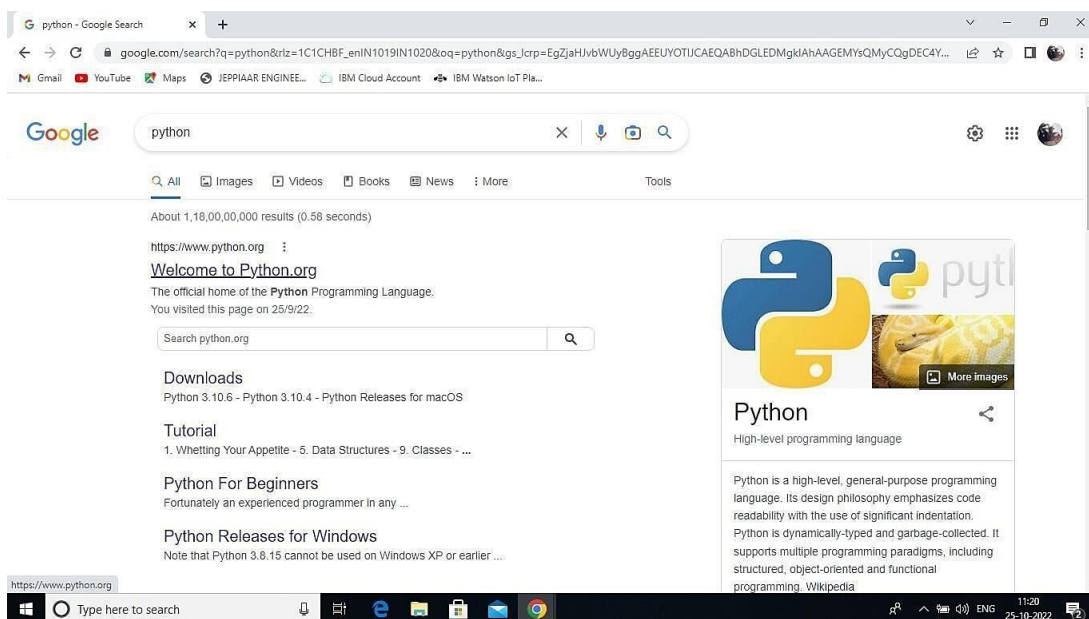 python - Google Search
google.com/search?q=python&rlz=1C1CHBF_enIN1019IN1020&oq=python&gs_lcrp=EgZjaHJvbWUyBggAEEUYOTIJCAEQABhDGLEDMgkIAhAAGEMYsQMyCQgDEC4Y...
Gmail YouTube Maps JEPPIAAR ENGINEE... IBM Cloud Account IBM Watson IoT Pla...
Google python
All Images Videos Books News More Tools
About 1,18,00,00,000 results (0.58 seconds)
https://www.python.org
Welcome to Python.org
The official home of the Python Programming Language.
You visited this page on 25/9/22.
Search python.org
Downloads
Python 3.10.6 - Python 3.10.4 - Python Releases for macOS
Tutorial
1. Whetting Your Appetite - 5. Data Structures - 9. Classes - ...
Python For Beginners
Fortunately an experienced programmer in any ...
Python Releases for Windows
Note that Python 3.8.15 cannot be used on Windows XP or earlier ...
pyth
More images
Python
High-level programming language
Python is a high-level, general-purpose programming
language. Its design philosophy emphasizes code
readability with the use of significant indentation.
Python is dynamically-typed and garbage-collected. It
supports multiple programming paradigms, including
structured, object-oriented and functional
programming. Wikipedia
https://www.python.org
Type here to search
ENG
11:20
25-10-2022
2